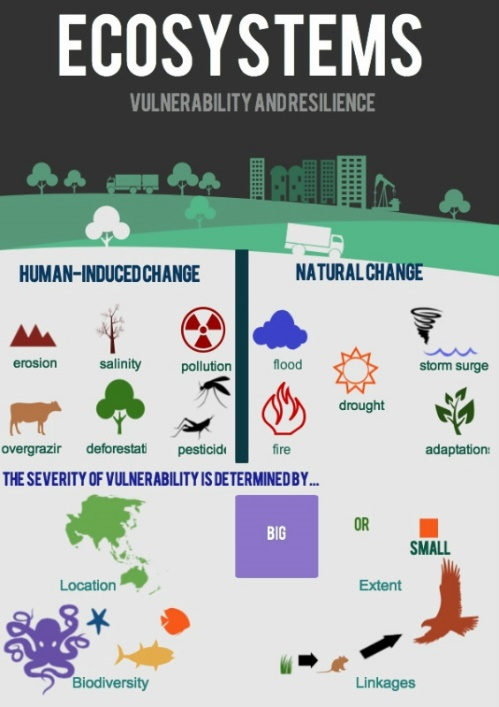 ECOSYSTEMS
VULNERABILITY AND RESILIENCE
HUMAN-INDUCED CHANGE
NATURAL CHANGE
erosion
salinity
pollution
flood
drought
storm surge
overgrazir
deforestati
pesticide
fire
adaptations
THE SEVERITY OF VULNERABILITY IS DETERMINED BY...
BIG
OR
SMALL
Location
Extent
Biodiversity
Linkages